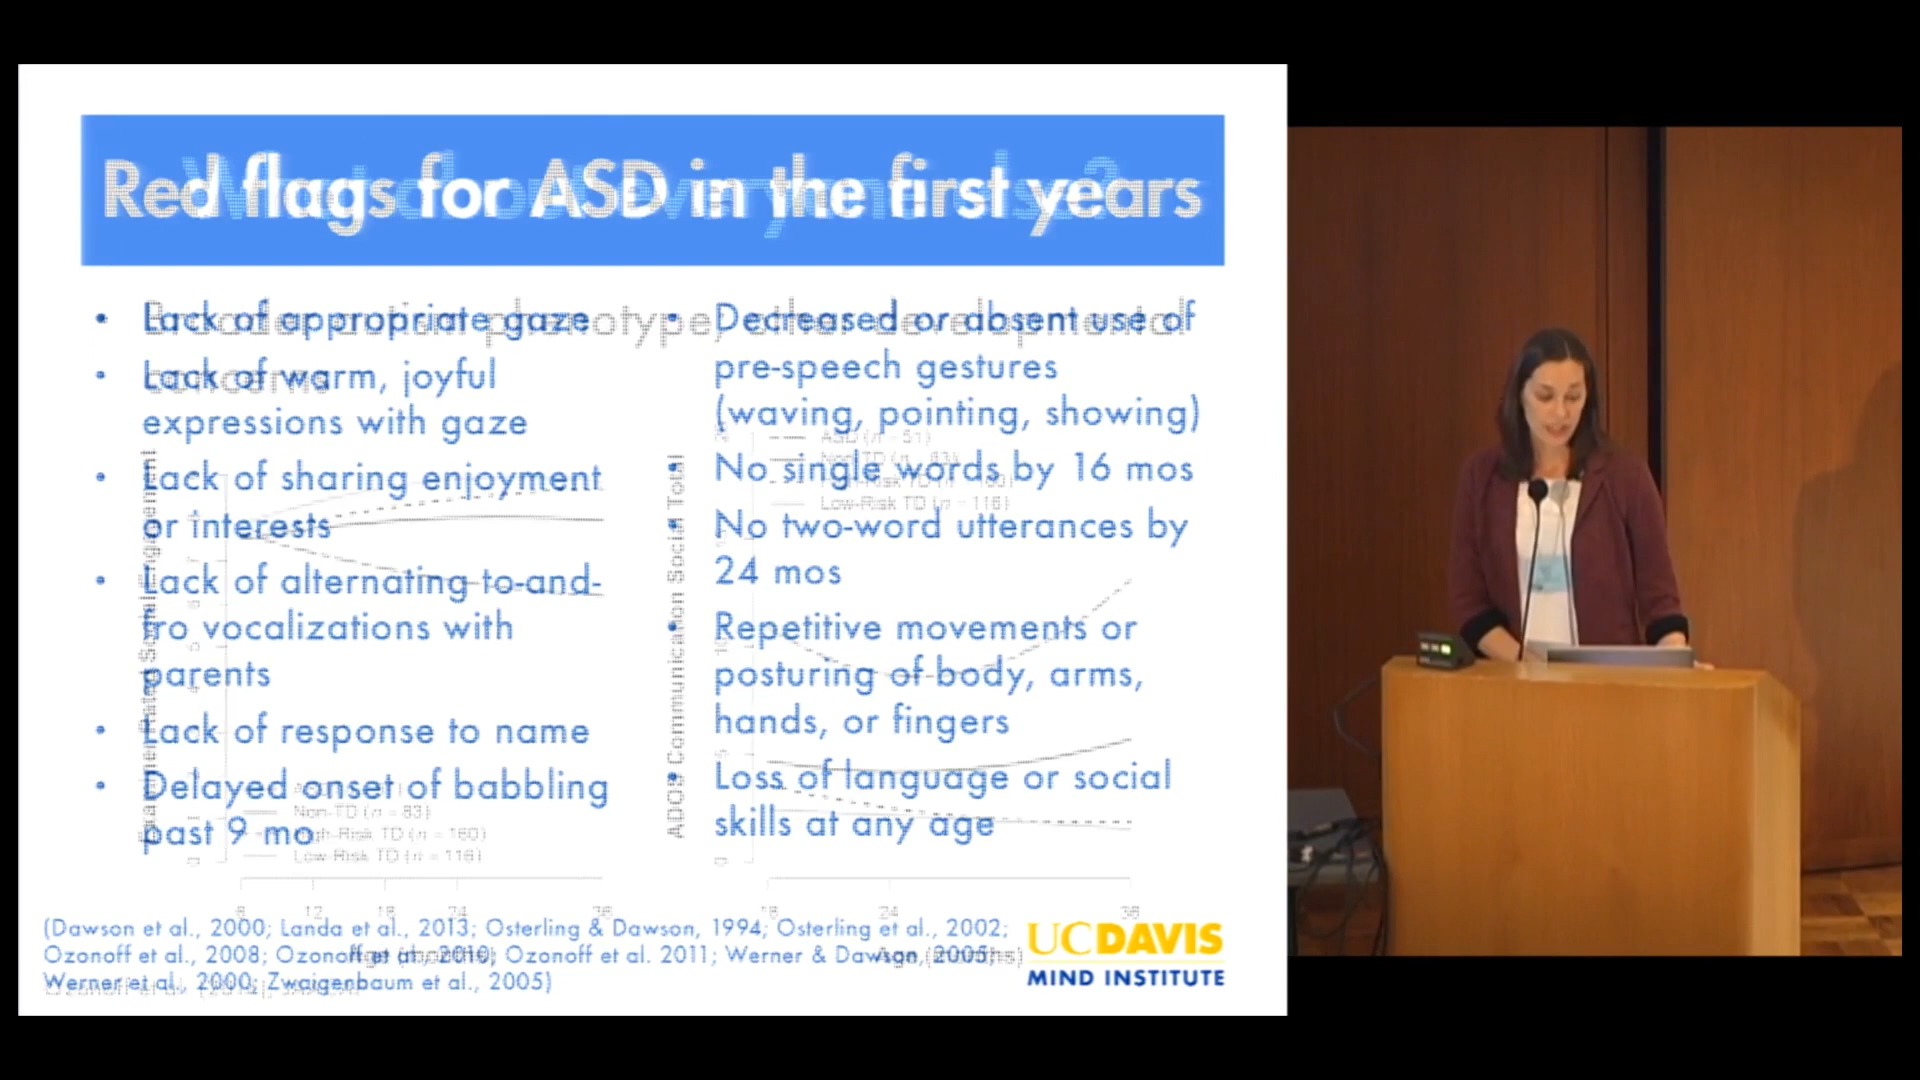 Red flags for ASD in the first years
• Lack of appropriate gaze
• Lack of warm, joyful
expressions with gaze
• Lack of sharing enjoyment
or interests
• Lack of alternating to-and-
fro vocalizations with
parents
• Lack of response to name
• Delayed onset of babbling
past 9 mo
• Decreased or absent use of
pre-speech gestures
(waving, pointing, showing)
• No single words by 16 mos
• No two-word utterances by
24 mos
• Repetitive movements or
posturing of body, arms,
hands, or fingers
• Loss of language or social
skills at any age
ASD (n = 51)
Low-Risk TD (n = 116)
Non-TD (n = 83)
High-Risk TD (n = 160)
Low-Risk TD (n = 116)
(Dawson et al., 2000; Landa et al., 2013; Osterling & Dawson, 1994; Osterling et al., 2002;
Ozonoff et al., 2008; Ozonoff et al., 2010; Ozonoff et al. 2011; Werner & Dawson, 2005;
Werner et al., 2000; Zwaigenbaum et al., 2005)
UCDAVIS
MIND INSTITUTE